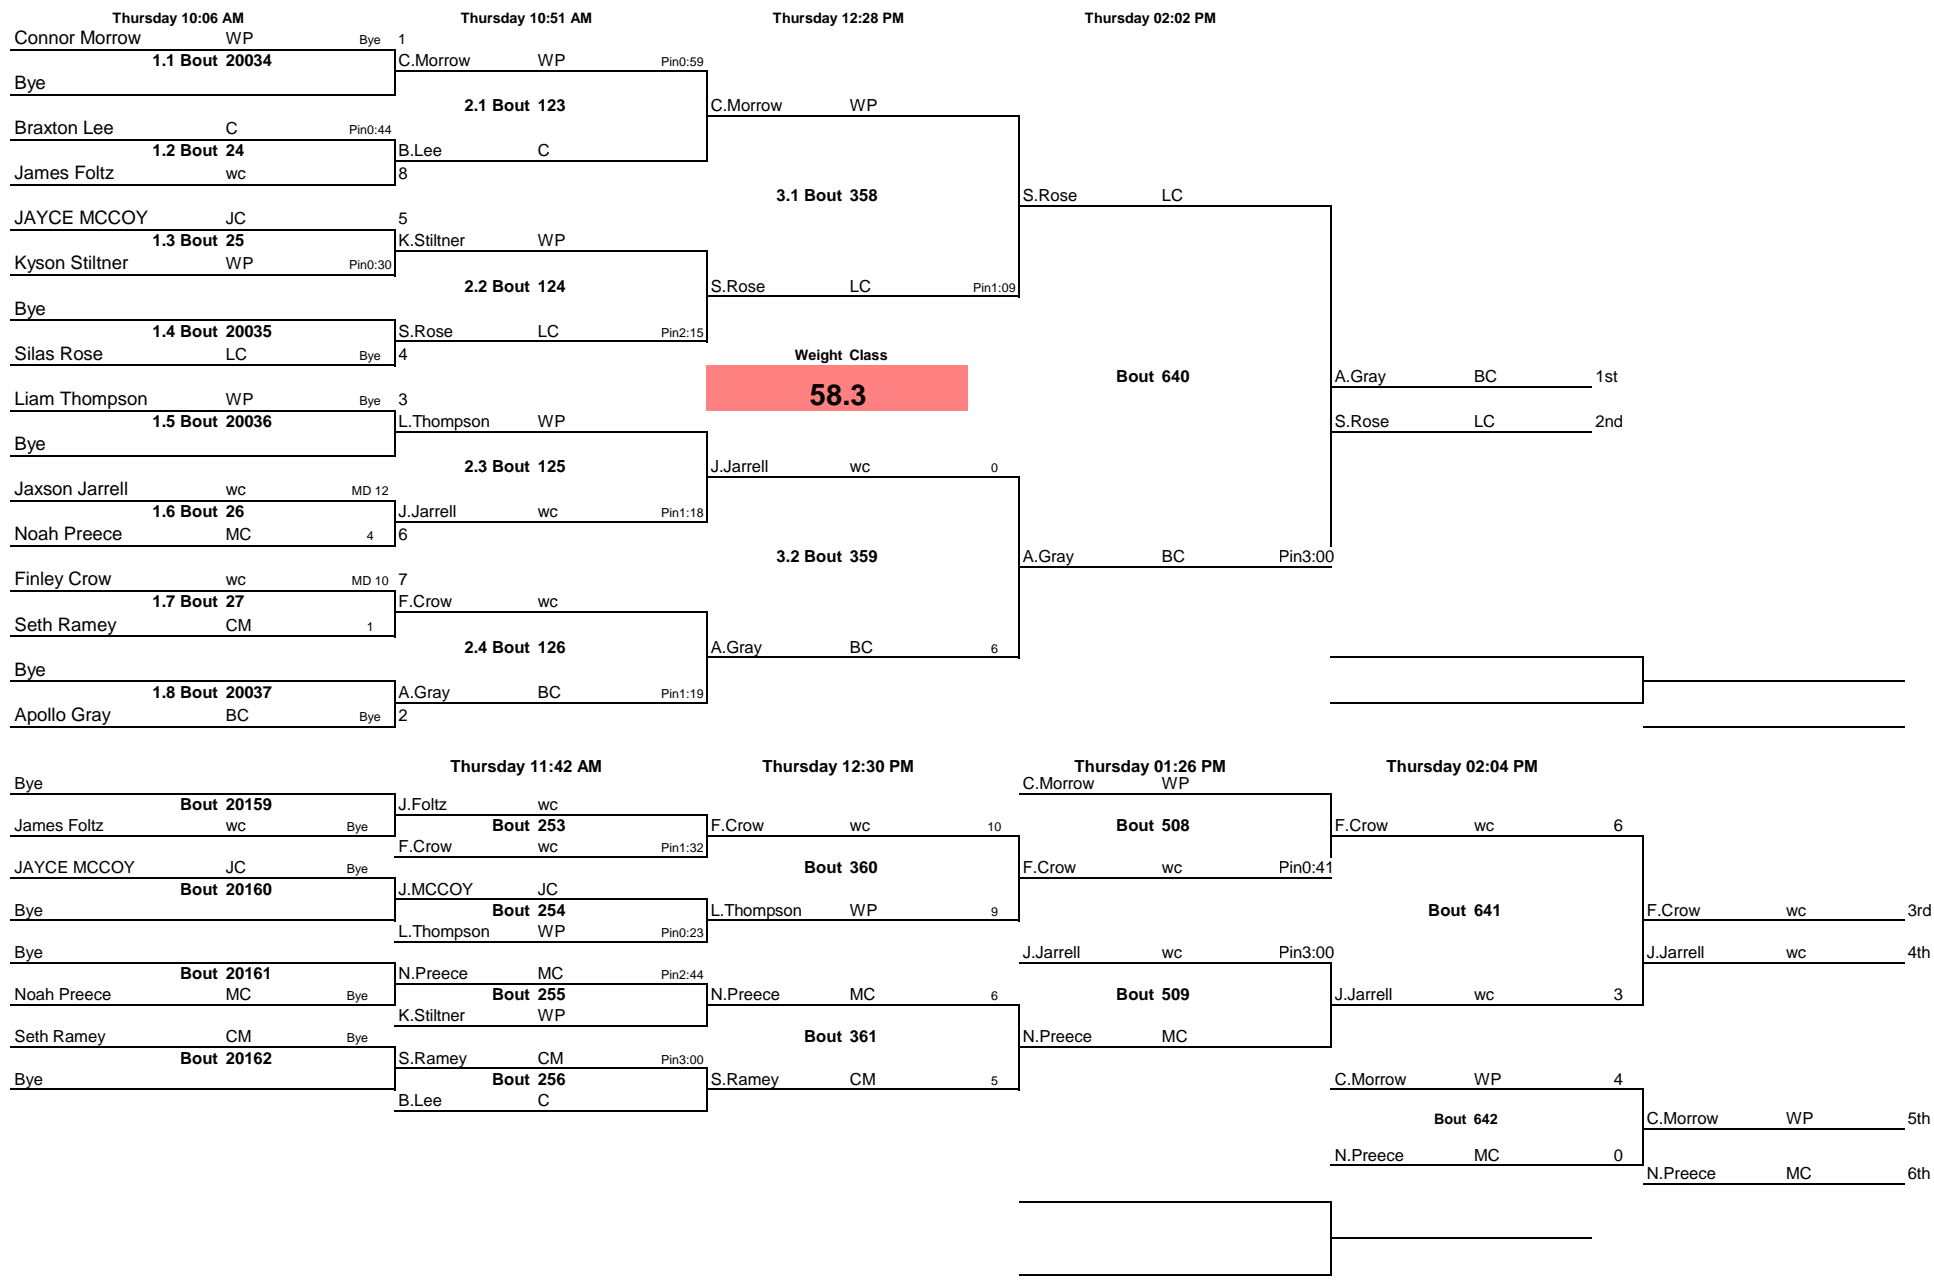 Thursday 10:06 AM Thursday 10:51 AM Thursday 12:28 PM Thursday 02:02 PM
Connor Morrow WP Bye 1
1.1 Bout 20034 C.Morrow WP Pin0:59
Bye
2.1 Bout 123 C.Morrow WP
Braxton Lee C Pin0:44
1.2 Bout 24 B.Lee C
James Foltz wc 8
3.1 Bout 358 S.Rose LC
JAYCE MCCOY JC 5
1.3 Bout 25 K.Stiltner WP
Kyson Stiltner WP Pin0:30
2.2 Bout 124 S.Rose LC Pin1:09
Bye
1.4 Bout 20035 S.Rose LC Pin2:15
Silas Rose LC Bye 4 Weight Class
Bout 640 A.Gray BC 1st
58.3
Liam Thompson WP Bye 3
1.5 Bout 20036 L.Thompson WP S.Rose LC 2nd
Bye
2.3 Bout 125 J.Jarrell wc 0
Jaxson Jarrell wc MD 12
1.6 Bout 26 J.Jarrell wc Pin1:18
Noah Preece MC 4 6
3.2 Bout 359 A.Gray BC Pin3:00
Finley Crow wc MD 10 7
1.7 Bout 27 F.Crow wc
Seth Ramey CM 1
2.4 Bout 126 A.Gray BC 6
Bye
1.8 Bout 20037 A.Gray BC Pin1:19
Apollo Gray BC Bye 2
Thursday 11:42 AM Thursday 12:30 PM Thursday 01:26 PM Thursday 02:04 PM
Bye C.Morrow WP
Bout 20159 J.Foltz wc
James Foltz wc Bye Bout 253 F.Crow wc 10 Bout 508 F.Crow wc 6
F.Crow wc Pin1:32
JAYCE MCCOY JC Bye Bout 360 F.Crow wc Pin0:41
Bout 20160 J.MCCOY JC
Bye Bout 254 L.Thompson WP 9 Bout 641 F.Crow wc 3rd
L.Thompson WP Pin0:23
Bye J.Jarrell wc Pin3:00 J.Jarrell wc 4th
Bout 20161 N.Preece MC Pin2:44
Noah Preece MC Bye Bout 255 N.Preece MC 6 Bout 509 J.Jarrell wc 3
K.Stiltner WP
Seth Ramey CM Bye Bout 361 N.Preece MC
Bout 20162 S.Ramey CM Pin3:00
Bye Bout 256 S.Ramey CM 5 C.Morrow WP 4
B.Lee C
Bout 642 C.Morrow WP 5th
N.Preece MC 0
N.Preece MC 6th